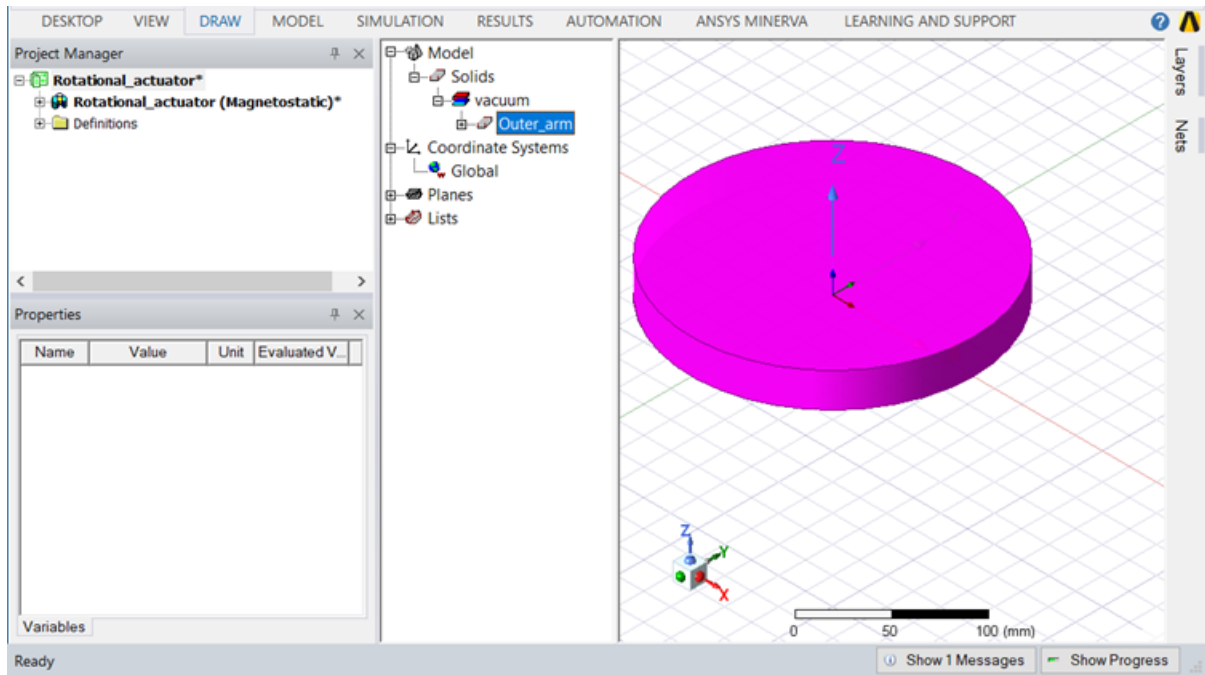 DESKTOP VIEW DRAW MODEL SIMULATION RESULTS AUTOMATION ANSYS MINERVA LEARNING AND SUPPORT
Project Manager
Rotational_actuator*
Rotational_actuator (Magnetostatic)*
Definitions
Properties
Name Value Unit Evaluated V...
Variables
Model
Solids
vacuum
Outer_arm
Coordinate Systems
Global
Planes
Lists
Z
Z
Y
X
0 50 100 (mm)
Layers
Nets
Ready
Show 1 Messages Show Progress